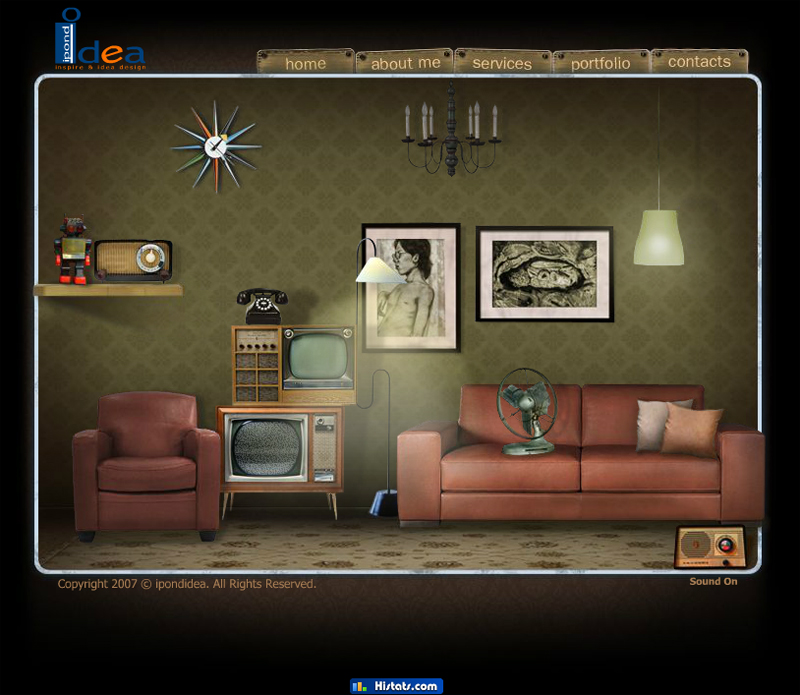 ipond
idea
inspire & idea design
home
about me
services
portfolio
contacts
Copyright 2007 © ipondidea. All Rights Reserved.
Sound On
Histats.com